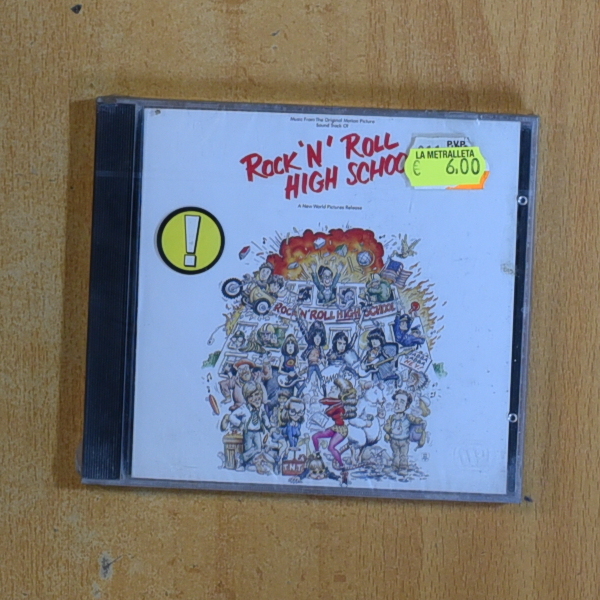 Music From The Original Motion Picture
Sound Track Of
ROCK 'N' ROLL
HIGH SCHOO
A New World Pictures Release
P.V.P.
LA METRALLETA
€ 6.00
!
ROCK 'N' ROLL HIGH SCHOOL
T.N.T.